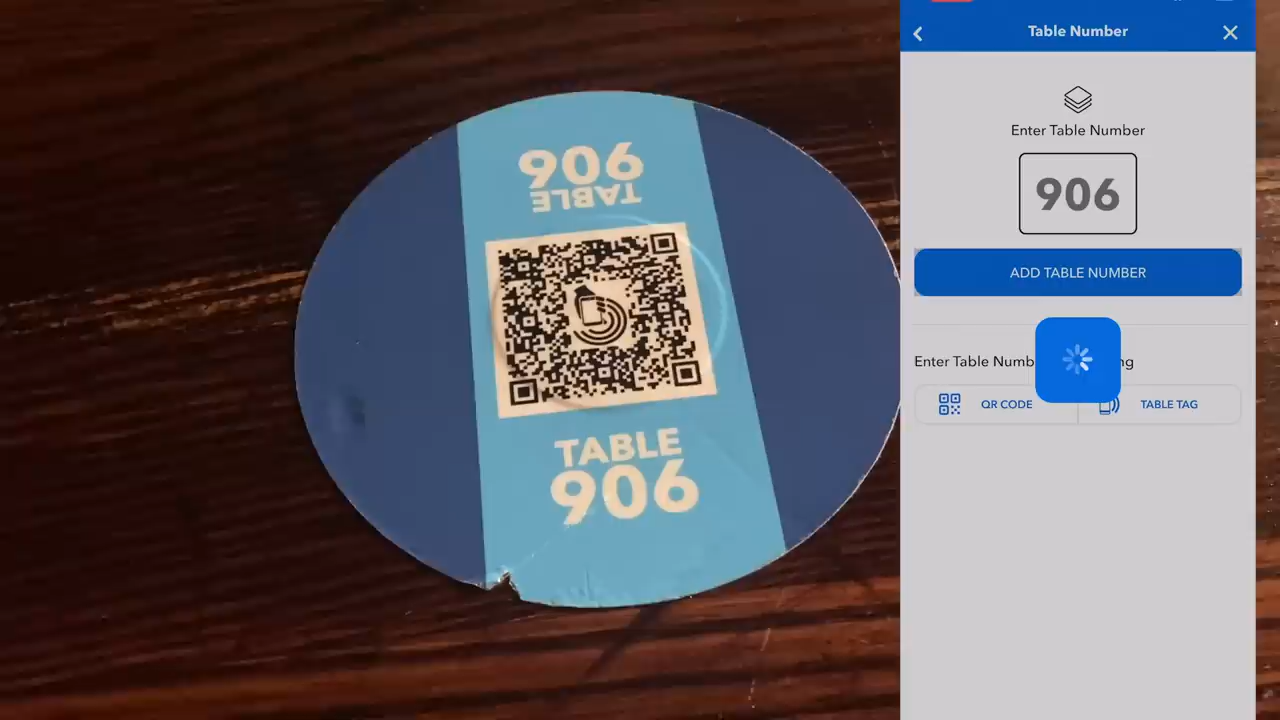 906
TABLE
TABLE
906
Table Number
Enter Table Number
906
ADD TABLE NUMBER
Enter Table Numb ng
QR CODE
TABLE TAG